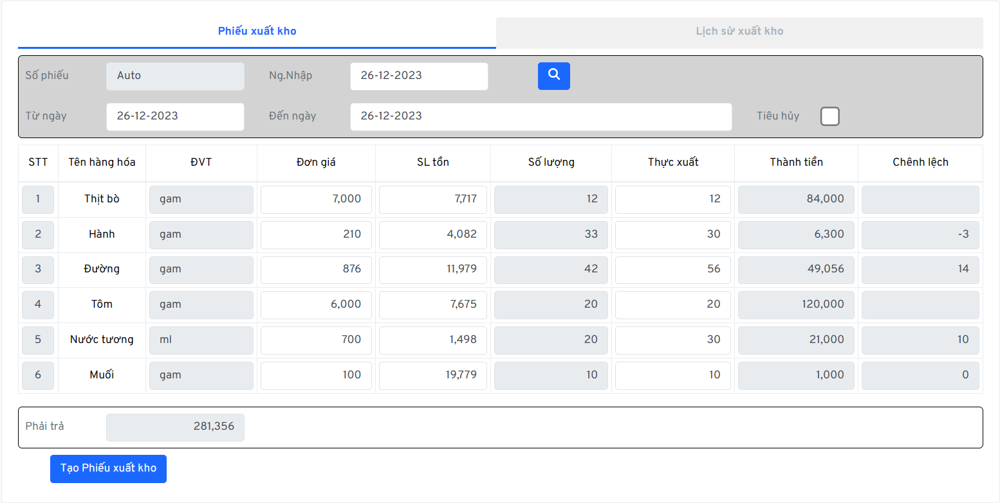 Phiếu xuất kho Lịch sử xuất kho
Số phiếu Auto Ng.Nhập 26-12-2023
Từ ngày 26-12-2023 Đến ngày 26-12-2023 Tiêu hủy
STT Tên hàng hóa ĐVT Đơn giá SL tồn Số lượng Thực xuất Thành tiền Chênh lệch
1 Thịt bò gam 7,000 7,717 12 12 84,000
2 Hành gam 210 4,082 33 30 6,300 -3
3 Đường gam 876 11,979 42 56 49,056 14
4 Tôm gam 6,000 7,675 20 20 120,000
5 Nước tương ml 700 1,498 20 30 21,000 10
6 Muối gam 100 19,779 10 10 1,000 0
Phải trả 281,356
Tạo Phiếu xuất kho